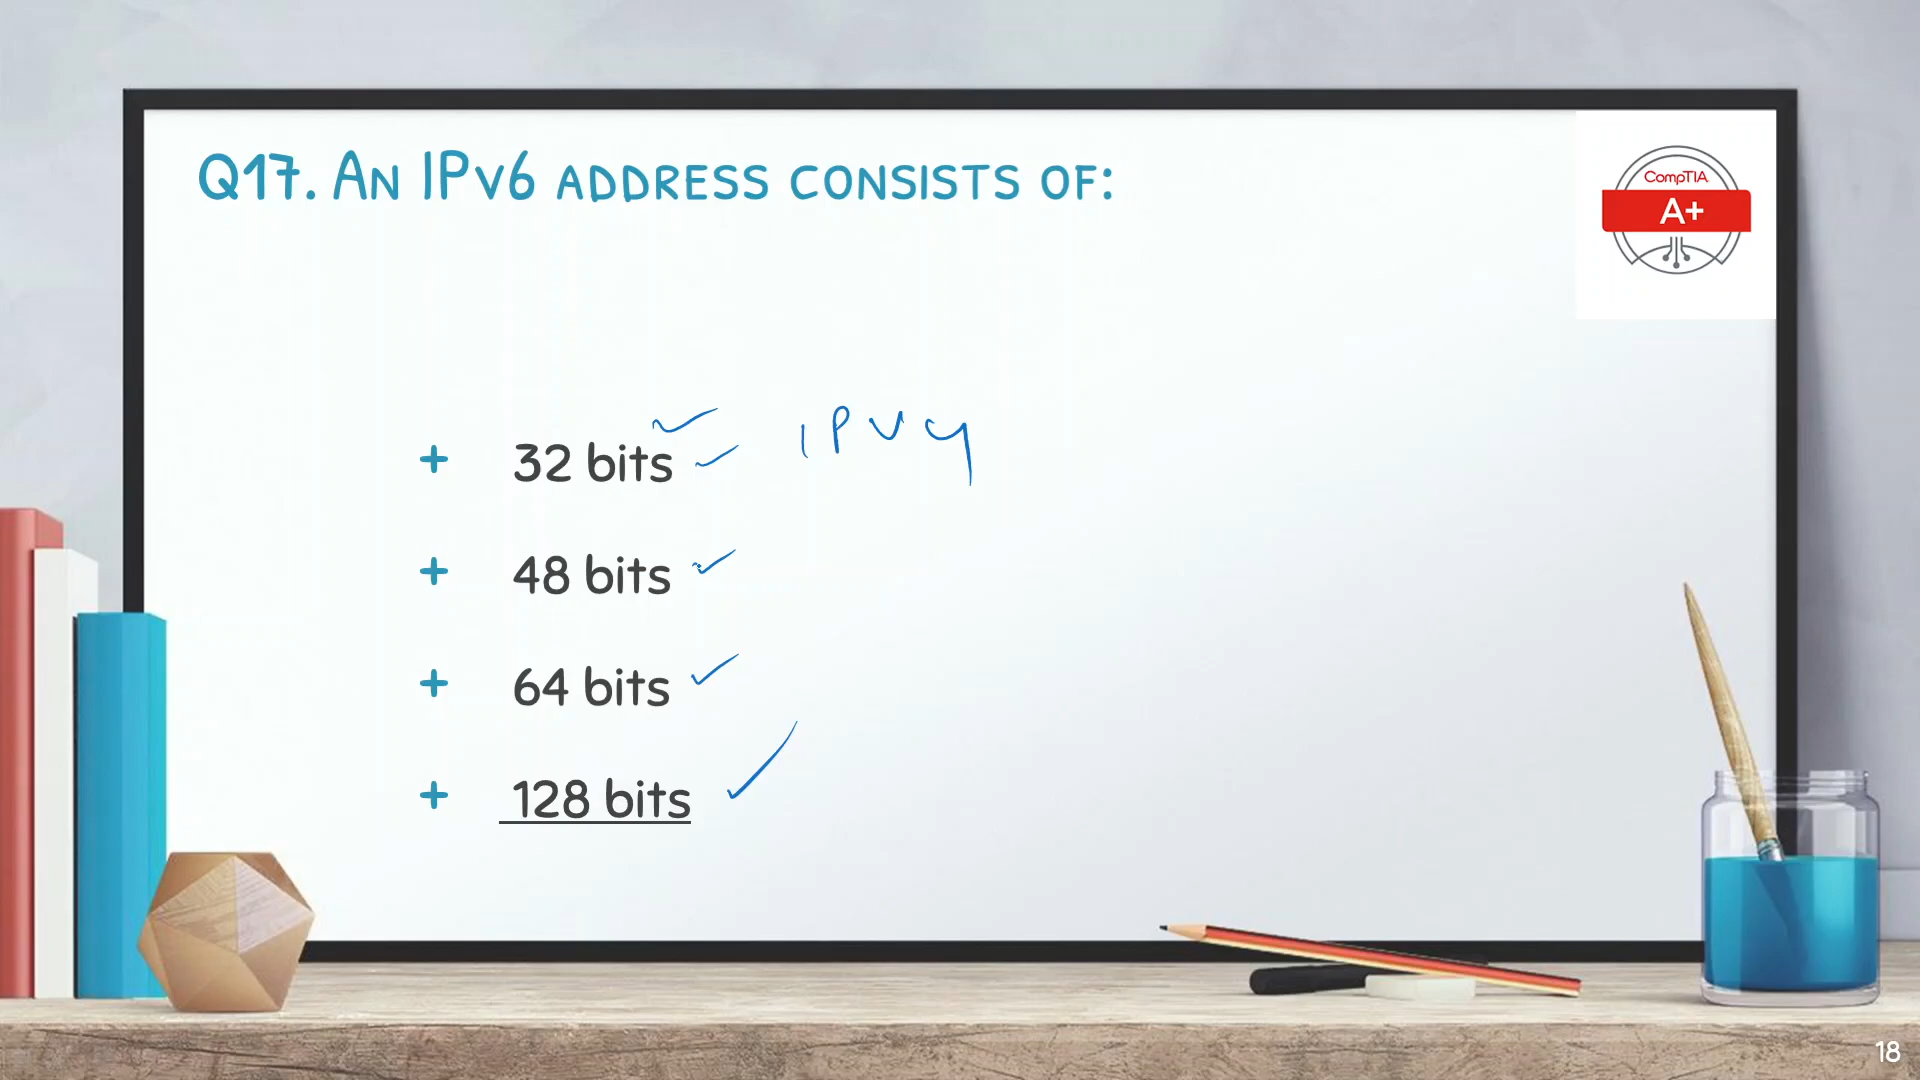 Q17. AN IPV6 ADDRESS CONSISTS OF:
CompTIA
A+
+ 32 bits
IPV4
+ 48 bits
+ 64 bits
+ 128 bits
18